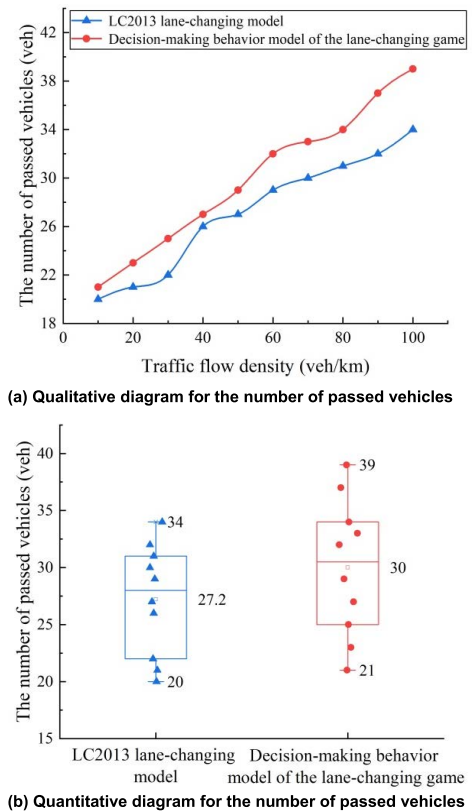 LC2013 lane-changing model
Decision-making behavior model of the lane-changing game
42
38
34
30
26
22
18
The number of passed vehicles (veh)
0 20 40 60 80 100
Traffic flow density (veh/km)
(a) Qualitative diagram for the number of passed vehicles
40
35
30
25
20
15
The number of passed vehicles (veh)
34
27.2
20
39
30
21
LC2013 lane-changing
model
Decision-making behavior
model of the lane-changing game
(b) Quantitative diagram for the number of passed vehicles